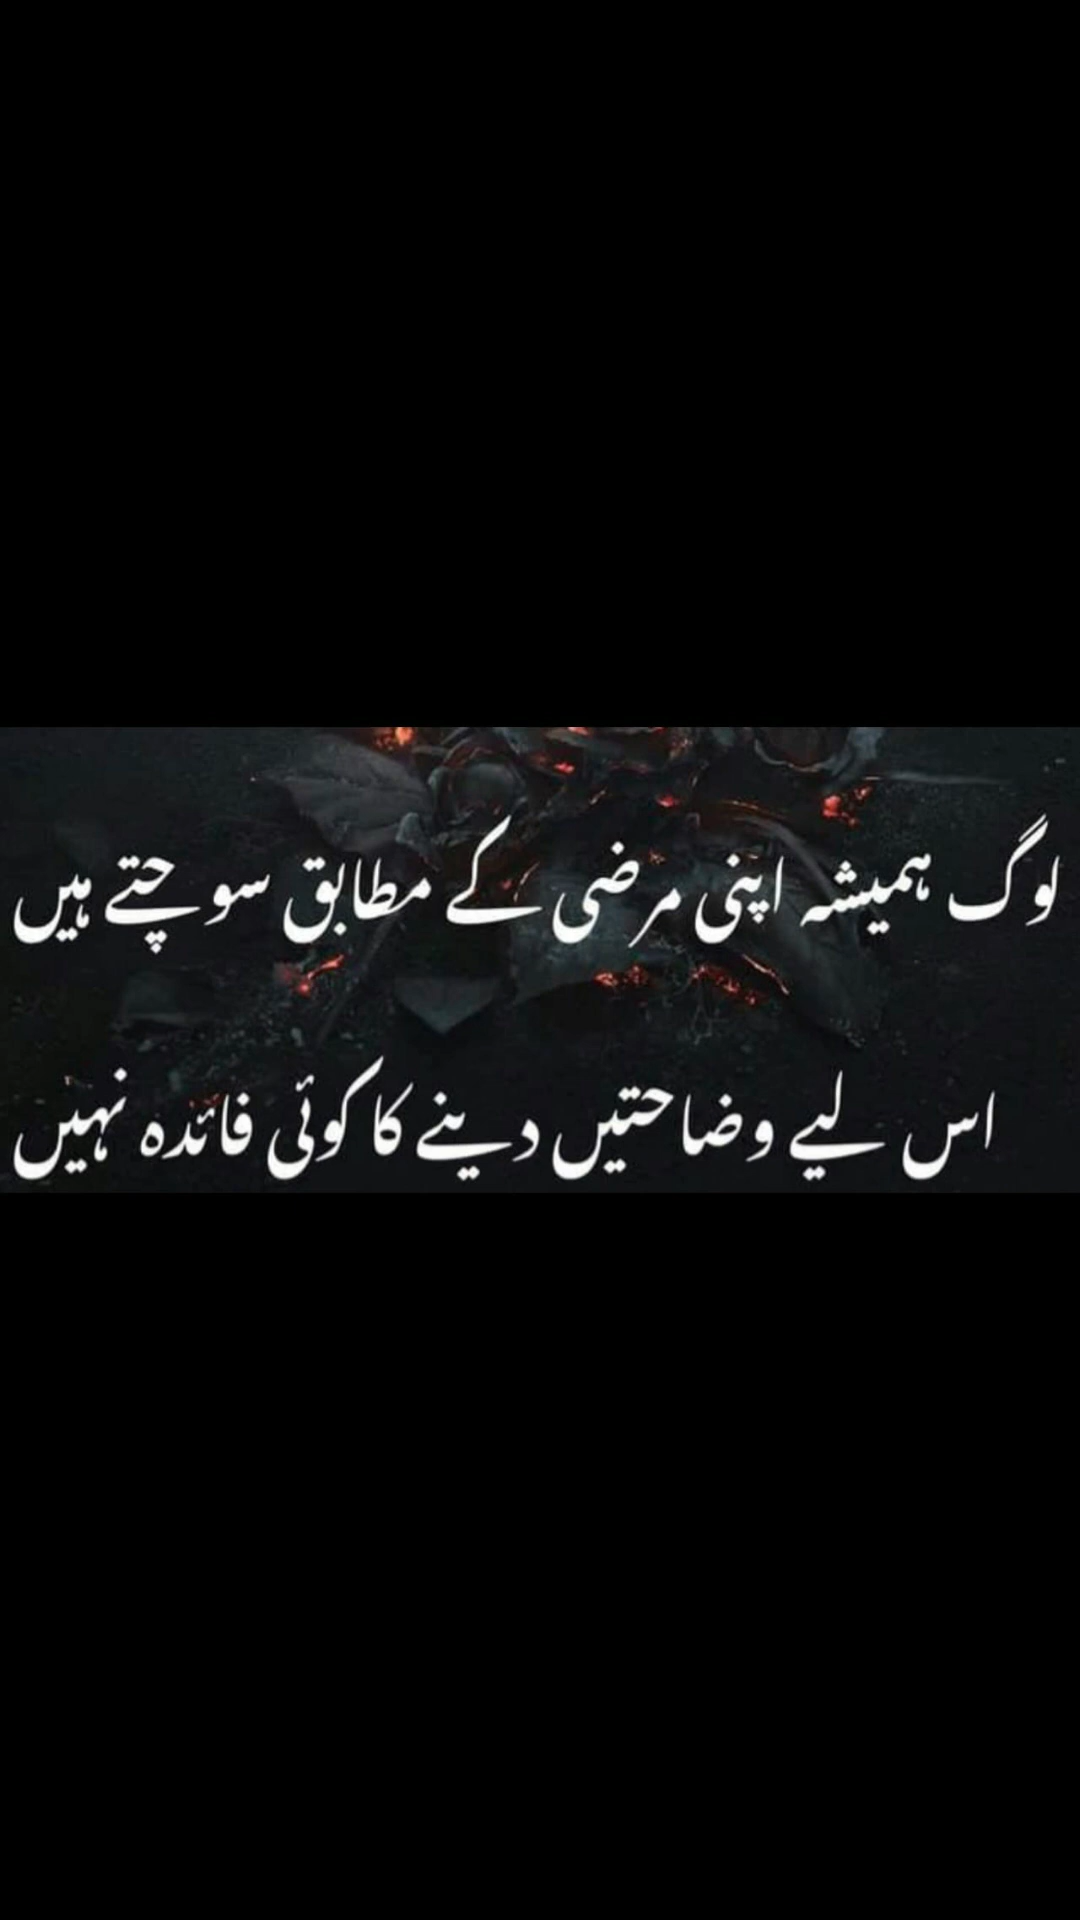 لوگ ہمیشہ اپنی مرضی کے مطابق سوچتے ہیں
اس لیے وضاحتیں دینے کا کوئی فائدہ نہیں